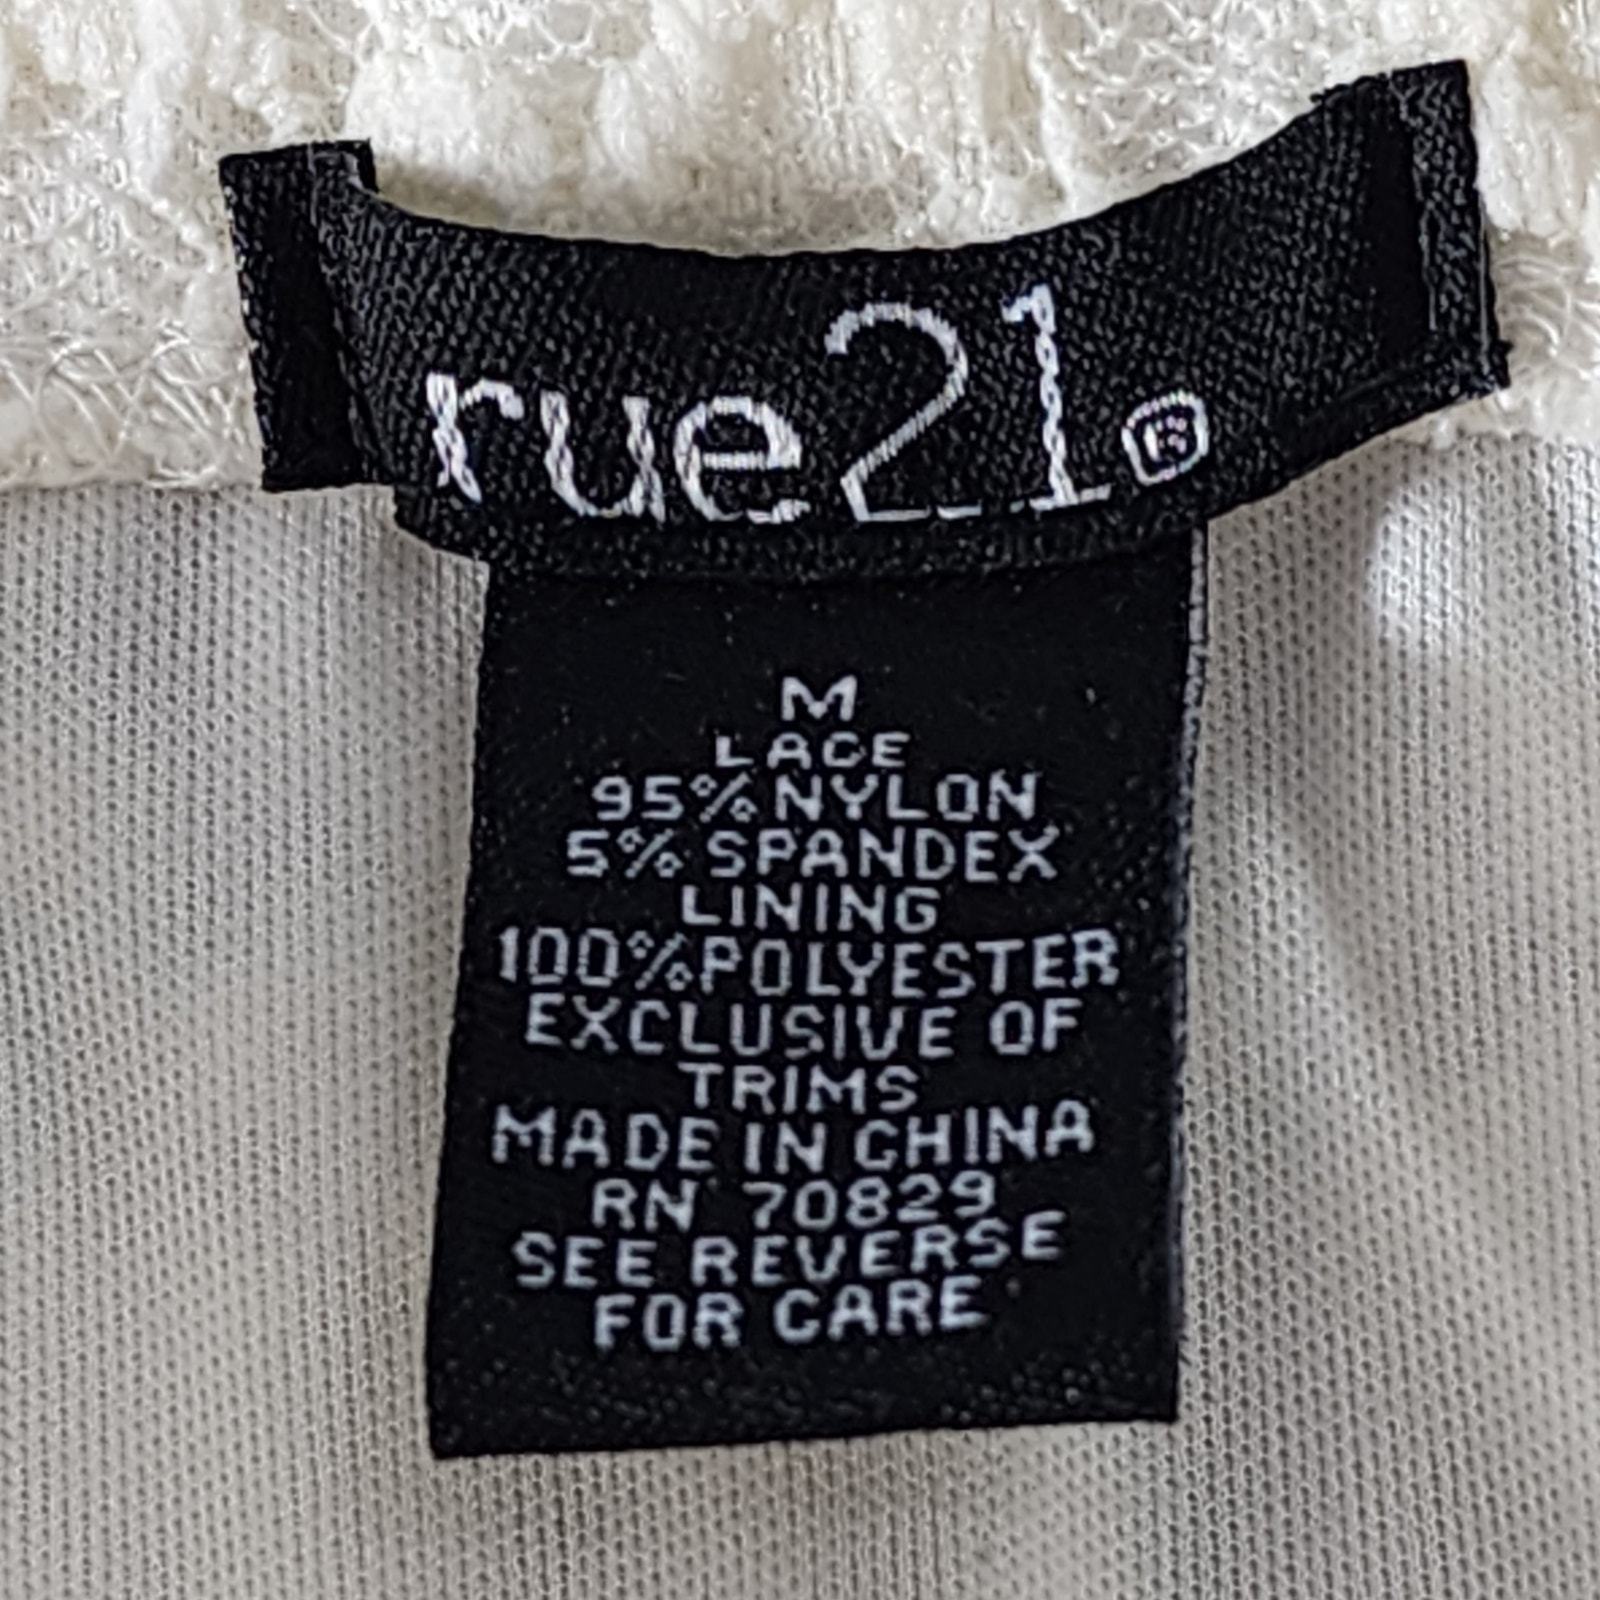 rue21®
M
LACE
95% NYLON
5% SPANDEX
LINING
100% POLYESTER
EXCLUSIVE OF
TRIMS
MADE IN CHINA
RN 70829
SEE REVERSE
FOR CARE